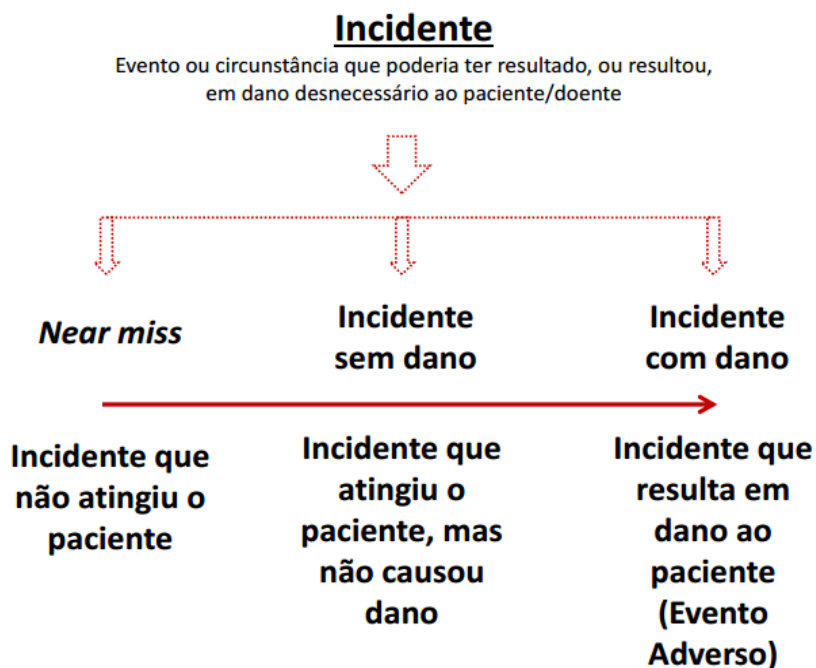 Incidente
Evento ou circunstância que poderia ter resultado, ou resultou,
em dano desnecessário ao paciente/doente
Near miss
Incidente
sem dano
Incidente
com dano
Incidente que
não atingiu o
paciente
Incidente que
atingiu o
paciente, mas
não causou
dano
Incidente que
resulta em
dano ao
paciente
(Evento
Adverso)